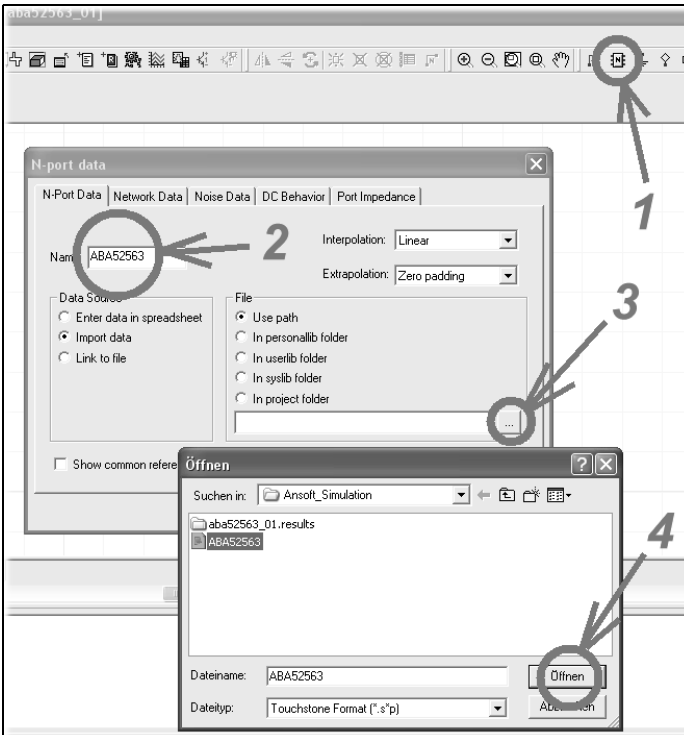 aba52563_01]
1
N-port data
N-Port Data Network Data Noise Data DC Behavior Port Impedance
2
Nam ABA52563
Interpolation: Linear
Extrapolation: Zero padding
Data Source
Enter data in spreadsheet
Import data
Link to file
File
Use path
In personallib folder
In userlib folder
In syslib folder
In project folder
...
3
Show common refere
Öffnen
Suchen in: Ansoft_Simulation
aba52563_01.results
ABA52563
4
Dateiname: ABA52563
Öffnen
Dateityp: Touchstone Format (*.s*p)